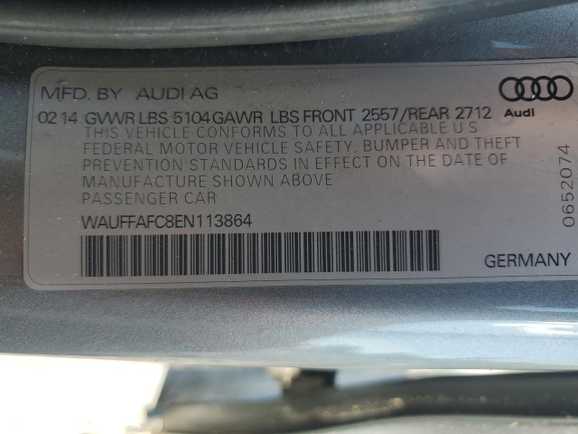 MFD. BY AUDI AG
02 14 GVWR LBS 5104 GAWR LBS FRONT 2557/REAR 2712
THIS VEHICLE CONFORMS TO ALL APPLICABLE U S
FEDERAL MOTOR VEHICLE SAFETY, BUMPER AND THEFT
PREVENTION STANDARDS IN EFFECT ON THE DATE OF
MANUFACTURE SHOWN ABOVE
PASSENGER CAR
WAUFFAFC8EN113864
Audi
0652074
GERMANY